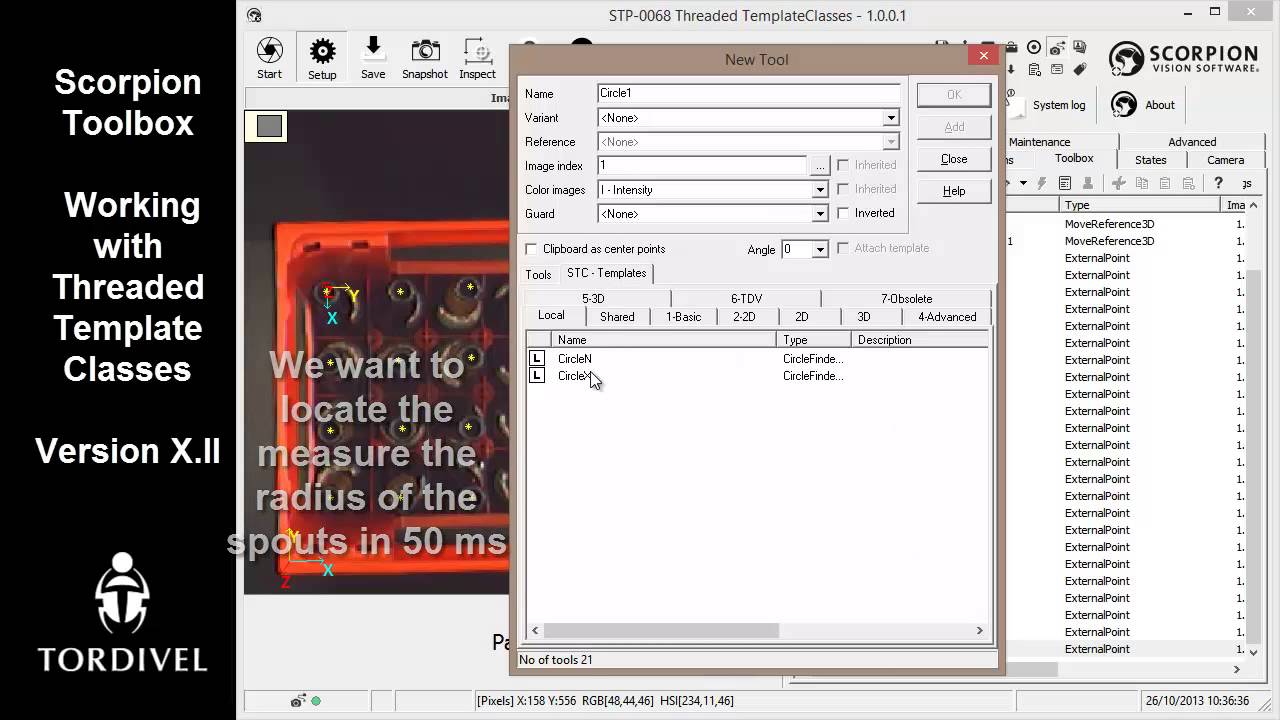 STP-0068 Threaded TemplateClasses - 1.0.0.1
Scorpion
Toolbox
Working
with
Threaded
Template
Classes
Version X.II
TORDIVEL
Start
Setup
Save
Snapshot
Inspect
SCORPION
VISION SOFTWARE®
System log
About
Ima
Maintenance
Advanced
ns
Toolbox
States
Camera
Type
Ima
MoveReference3D
1
MoveReference3D
ExternalPoint
1.
ExternalPoint
1.
ExternalPoint
1.
ExternalPoint
1.
ExternalPoint
1.
ExternalPoint
1.
ExternalPoint
1.
ExternalPoint
1.
ExternalPoint
1.
ExternalPoint
1.
ExternalPoint
1.
ExternalPoint
1.
ExternalPoint
1.
ExternalPoint
1.
ExternalPoint
1.
ExternalPoint
1.
ExternalPoint
1.
ExternalPoint
1.
ExternalPoint
1.
ExternalPoint
1.
ExternalPoint
1.
ExternalPoint
1.
ExternalPoint
1.
ExternalPoint
1.
New Tool
Name
Circle1
OK
Variant
<None>
Add
Reference
<None>
Image index
1
...
Inherited
Close
Color images
I - Intensity
Inherited
Help
Guard
<None>
Inverted
Clipboard as center points
Angle
0
Attach template
Tools
STC - Templates
5-3D
6-TDV
7-Obsolete
Local
Shared
1-Basic
2-2D
2D
3D
4-Advanced
Name
Type
Description
L
CircleN
CircleFinde...
L
CircleX
CircleFinde...
No of tools 21
Y
X
We want to
locate the
measure the
radius of the
spouts in 50 ms
Y
X
Z
Pa
[Pixels] X:158 Y:556 RGB[48,44,46] HSI[234,11,46]
26/10/2013 10:36:36